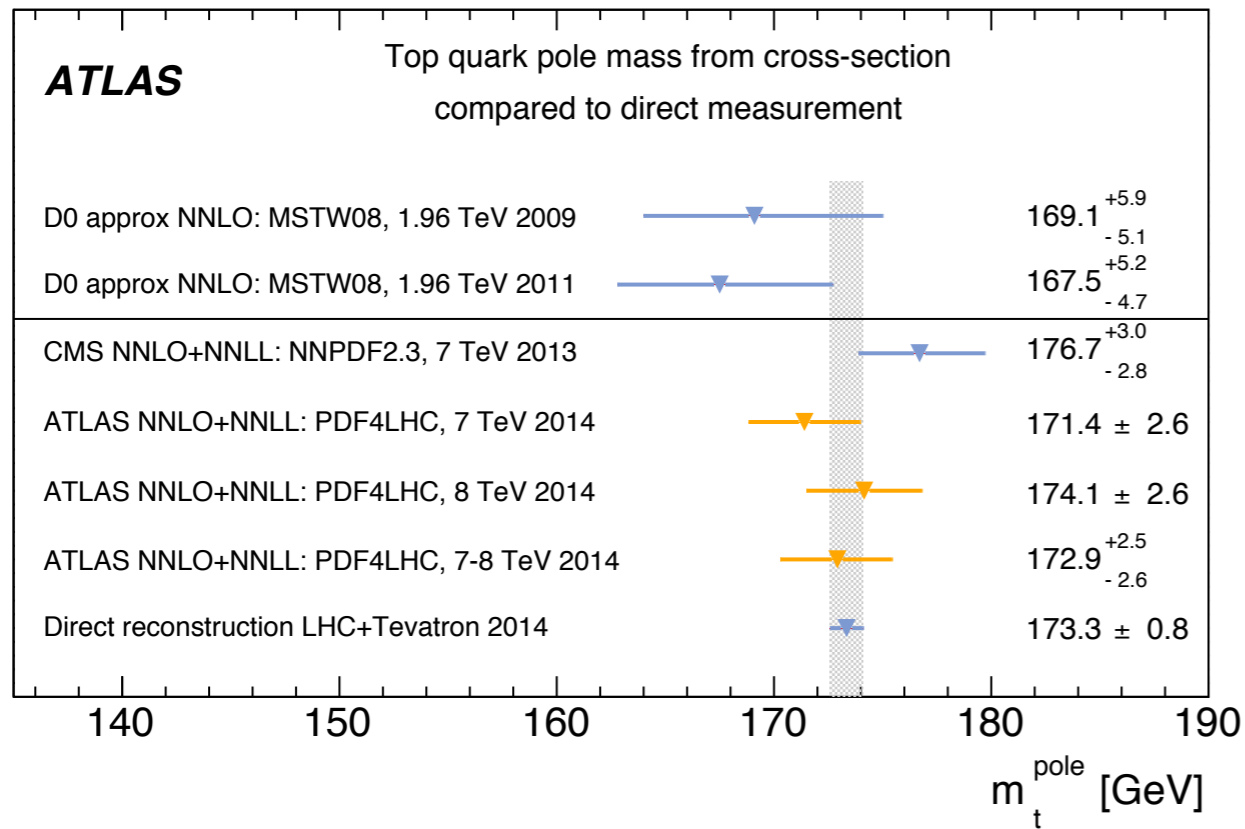 ATLAS
Top quark pole mass from cross-section
compared to direct measurement
D0 approx NNLO: MSTW08, 1.96 TeV 2009 169.1 +5.9 - 5.1
D0 approx NNLO: MSTW08, 1.96 TeV 2011 167.5 +5.2 - 4.7
CMS NNLO+NNLL: NNPDF2.3, 7 TeV 2013 176.7 +3.0 - 2.8
ATLAS NNLO+NNLL: PDF4LHC, 7 TeV 2014 171.4 ± 2.6
ATLAS NNLO+NNLL: PDF4LHC, 8 TeV 2014 174.1 ± 2.6
ATLAS NNLO+NNLL: PDF4LHC, 7-8 TeV 2014 172.9 +2.5 - 2.6
Direct reconstruction LHC+Tevatron 2014 173.3 ± 0.8
140 150 160 170 180 190
m t pole [GeV]